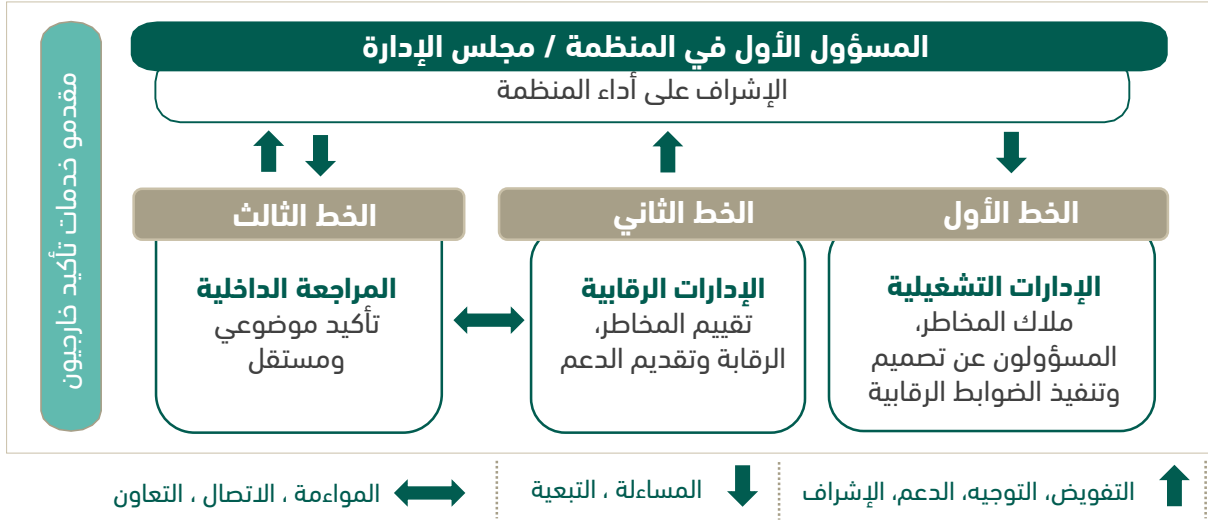 المسؤول الأول في المنظمة / مجلس الإدارة
الإشراف على أداء المنظمة
الخط الأول
الإدارات التشغيلية
ملاك المخاطر،
المسؤولون عن تصميم
وتنفيذ الضوابط الرقابية
الخط الثاني
الإدارات الرقابية
تقييم المخاطر،
الرقابة وتقديم الدعم
الخط الثالث
المراجعة الداخلية
تأكيد موضوعي
ومستقل
مقدمو خدمات تأكيد خارجيون
التفويض، التوجيه، الدعم، الإشراف
المساءلة ، التبعية
المواءمة ، الاتصال ، التعاون